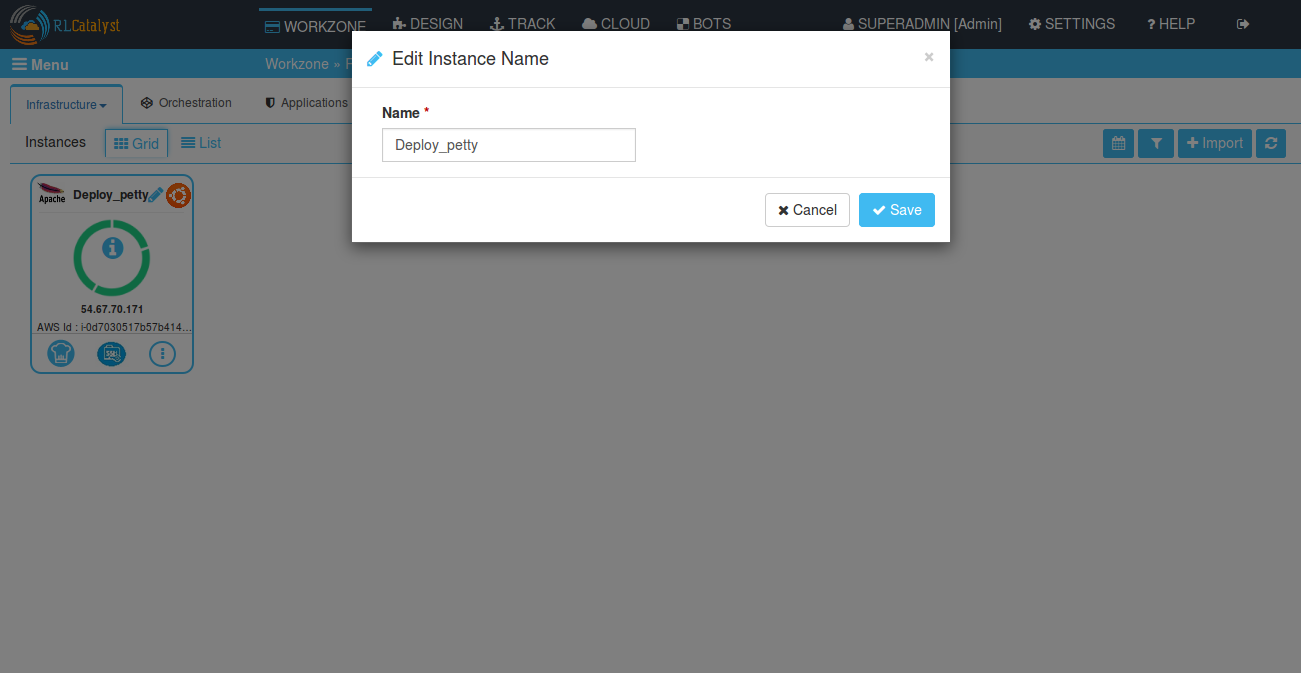 RLCatalyst
WORKZONE
DESIGN
TRACK
CLOUD
BOTS
SUPERADMIN [Admin]
SETTINGS
? HELP
Menu
Workzone »
Edit Instance Name
×
Infrastructure
Orchestration
Applications
Name *
Deploy_petty
Instances
Grid
List
Import
Cancel
Save
Apache
Deploy_petty
54.67.70.171
AWS Id : i-0d7030517b57b414...